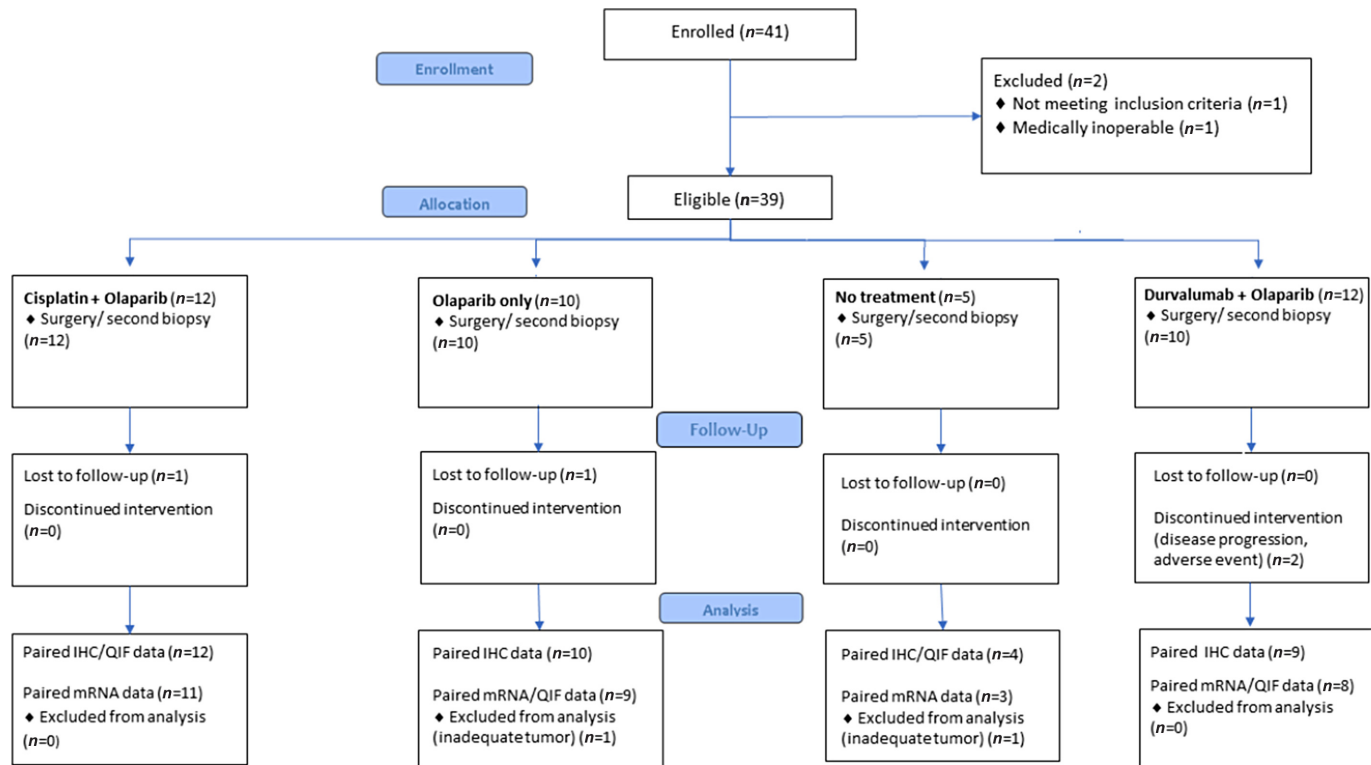 Enrolled (n=41)
Enrollment
Excluded (n=2)
♦ Not meeting inclusion criteria (n=1)
♦ Medically inoperable (n=1)
Eligible (n=39)
Allocation
Cisplatin + Olaparib (n=12)
♦ Surgery/ second biopsy
(n=12)
Olaparib only (n=10)
♦ Surgery/ second biopsy
(n=10)
No treatment (n=5)
♦ Surgery/second biopsy
(n=5)
Durvalumab + Olaparib (n=12)
♦ Surgery/ second biopsy
(n=10)
Follow-Up
Lost to follow-up (n=1)
Discontinued intervention
(n=0)
Lost to follow-up (n=1)
Discontinued intervention
(n=0)
Lost to follow-up (n=0)
Discontinued intervention
(n=0)
Lost to follow-up (n=0)
Discontinued intervention
(disease progression,
adverse event) (n=2)
Analysis
Paired IHC/QIF data (n=12)
Paired mRNA data (n=11)
♦ Excluded from analysis
(n=0)
Paired IHC data (n=10)
Paired mRNA/QIF data (n=9)
♦ Excluded from analysis
(inadequate tumor) (n=1)
Paired IHC/QIF data (n=4)
Paired mRNA data (n=3)
♦ Excluded from analysis
(inadequate tumor) (n=1)
Paired IHC data (n=9)
Paired mRNA/QIF data (n=8)
♦ Excluded from analysis
(n=0)